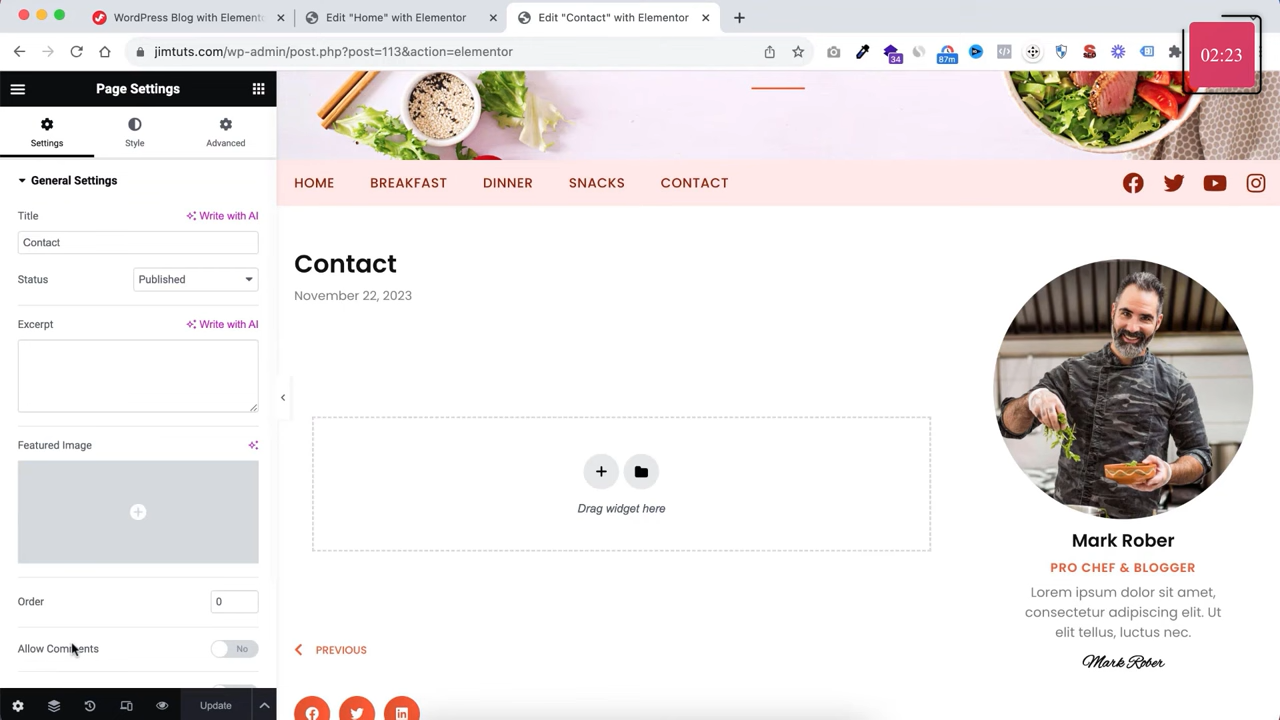 WordPress Blog with Elemento
Edit "Home" with Elementor
Edit "Contact" with Elementor
jimtuts.com/wp-admin/post.php?post=113&action=elementor
34
87m
02:23
Page Settings
Settings
Style
Advanced
General Settings
Title
Write with AI
Contact
Status
Published
Excerpt
Write with AI
Featured Image
Order
0
Allow Comments
No
Update
HOME
BREAKFAST
DINNER
SNACKS
CONTACT
Contact
November 22, 2023
Drag widget here
PREVIOUS
Mark Rober
PRO CHEF & BLOGGER
Lorem ipsum dolor sit amet,
consectetur adipiscing elit. Ut
elit tellus, luctus nec.
Mark Rober